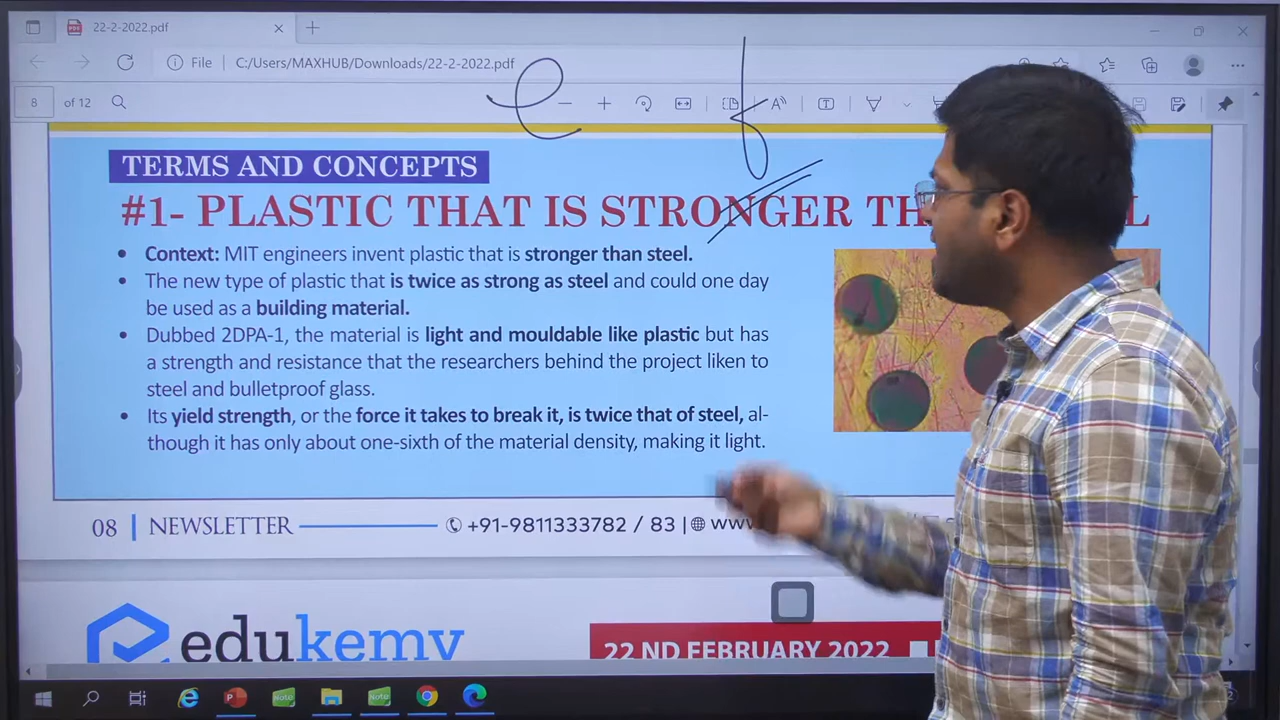 22-2-2022.pdf
File | C:/Users/MAXHUB/Downloads/22-2-2022.pdf
8 of 12
e f
TERMS AND CONCEPTS
#1- PLASTIC THAT IS STRONGER TH L
• Context: MIT engineers invent plastic that is stronger than steel.
• The new type of plastic that is twice as strong as steel and could one day
be used as a building material.
• Dubbed 2DPA-1, the material is light and mouldable like plastic but has
a strength and resistance that the researchers behind the project liken to
steel and bulletproof glass.
• Its yield strength, or the force it takes to break it, is twice that of steel, al-
though it has only about one-sixth of the material density, making it light.
08 | NEWSLETTER +91-9811333782 / 83 | www
edukemy
22 ND FEBRUARY 2022